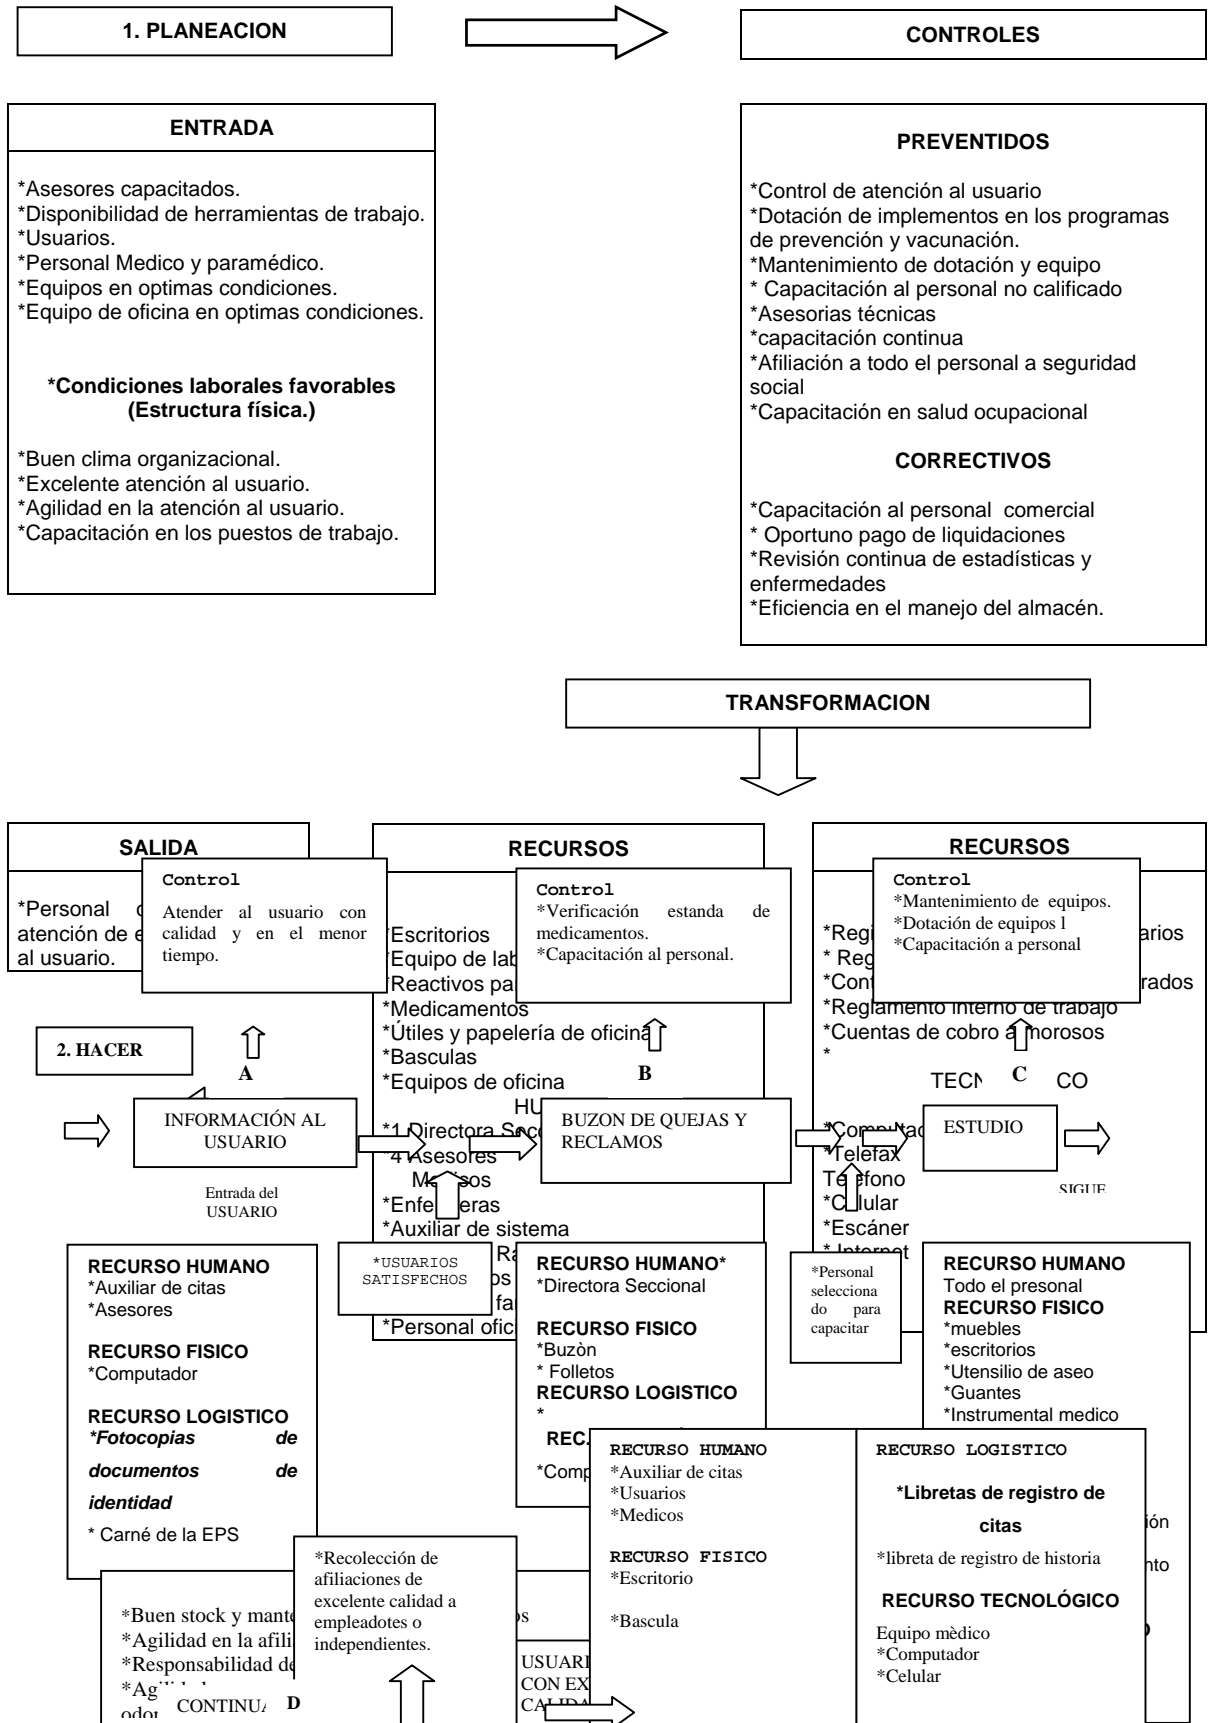 1. PLANEACION
CONTROLES
ENTRADA
*Asesores capacitados.
*Disponibilidad de herramientas de trabajo.
*Usuarios.
*Personal Medico y paramédico.
*Equipos en optimas condiciones.
*Equipo de oficina en optimas condiciones.
*Condiciones laborales favorables
(Estructura física.)
*Buen clima organizacional.
*Excelente atención al usuario.
*Agilidad en la atención al usuario.
*Capacitación en los puestos de trabajo.
PREVENTIDOS
*Control de atención al usuario
*Dotación de implementos en los programas
de prevención y vacunación.
*Mantenimiento de dotación y equipo
* Capacitación al personal no calificado
*Asesorias técnicas
*capacitación continua
*Afiliación a todo el personal a seguridad
social
*Capacitación en salud ocupacional
CORRECTIVOS
*Capacitación al personal comercial
* Oportuno pago de liquidaciones
*Revisión continua de estadísticas y
enfermedades
*Eficiencia en el manejo del almacén.
TRANSFORMACION
SALIDA
*Personal
atención de
al usuario.
Control
Atender al usuario con
calidad y en el menor
tiempo.
RECURSOS
*Escritorios
*Equipo de
*Reactivos
*Medicamentos
*Útiles y papelería de oficina
*Basculas
*Equipos de oficina
*1 Directora
*4 Asesores
*Auxiliar de sistema
*Personal
Control
*Verificación estanda de
medicamentos.
*Capacitación al personal.
RECURSOS
*Reglamento interno de trabajo
*Cuentas de cobro a morosos
*
*Telefax
Teléfono
*Celular
*Escáner
* Internet
Control
*Mantenimiento de equipos.
*Dotación de equipos l
*Capacitación a personal
2. HACER
A
B
C
INFORMACIÓN AL
USUARIO
BUZON DE QUEJAS Y
RECLAMOS
ESTUDIO
Entrada del
USUARIO
SIGUE
RECURSO HUMANO
*Auxiliar de citas
*Asesores
RECURSO FISICO
*Computador
RECURSO LOGISTICO
*Fotocopias de
documentos de
identidad
* Carné de la EPS
*USUARIOS
SATISFECHOS
RECURSO HUMANO*
*Directora Seccional
RECURSO FISICO
*Buzòn
* Folletos
RECURSO LOGISTICO
*
*Personal
selecciona
do para
capacitar
RECURSO HUMANO
Todo el presonal
RECURSO FISICO
*muebles
*escritorios
*Utensilio de aseo
*Guantes
*Instrumental medico
RECURSO HUMANO
*Auxiliar de citas
*Usuarios
*Medicos
RECURSO FISICO
*Escritorio
*Bascula
RECURSO LOGISTICO
*Libretas de registro de
citas
*libreta de registro de historia
RECURSO TECNOLÓGICO
Equipo mèdico
*Computador
*Celular
*Recolección de
afiliaciones de
excelente calidad a
empleadotes o
independientes.
*Buen stock y
*Agilidad en la
*Responsabilidad
D